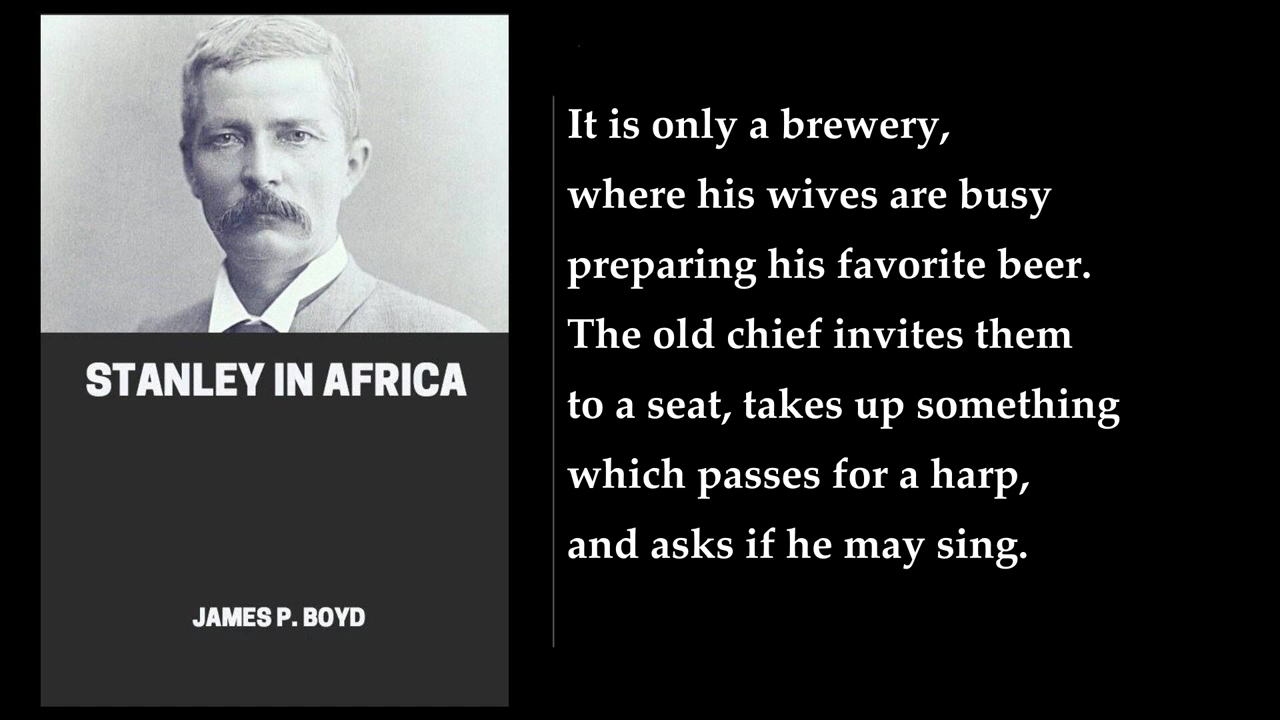 STANLEY IN AFRICA
JAMES P. BOYD
It is only a brewery,
where his wives are busy
preparing his favorite beer.
The old chief invites them
to a seat, takes up something
which passes for a harp,
and asks if he may sing.